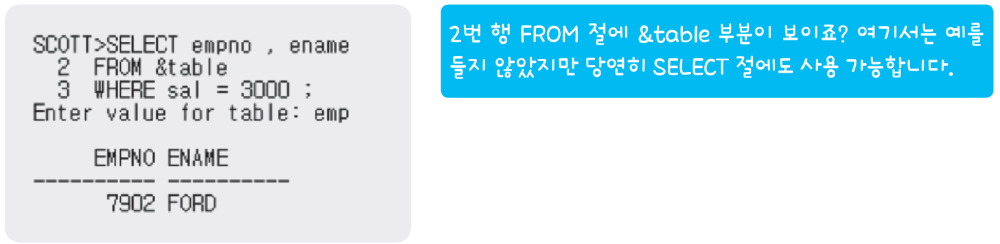 SCOTT>SELECT empno , ename
2 FROM &table
3 WHERE sal = 3000 ;
Enter value for table: emp
EMPNO ENAME
---------- ----------
7902 FORD
2번 행 FROM 절에 &table 부분이 보이죠? 여기서는 예를
들지 않았지만 당연히 SELECT 절에도 사용 가능합니다.